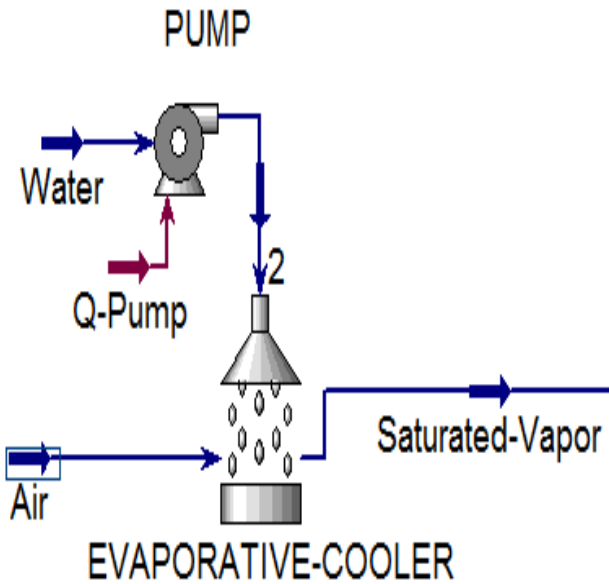 PUMP
Water
2
Q-Pump
Saturated-Vapor
Air
EVAPORATIVE-COOLER